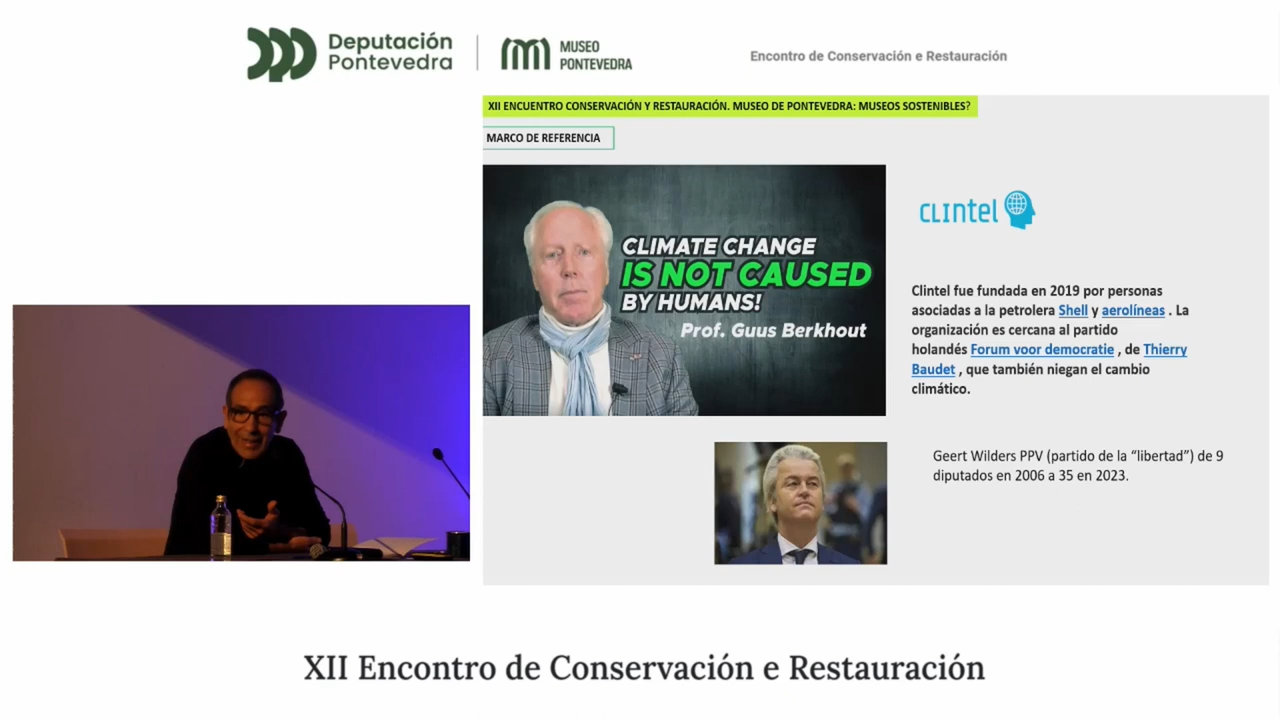 Deputación
Pontevedra
MUSEO
PONTEVEDRA
Encontro de Conservación e Restauración
XII ENCUENTRO CONSERVACIÓN Y RESTAURACIÓN. MUSEO DE PONTEVEDRA: MUSEOS SOSTENIBLES?
MARCO DE REFERENCIA
CLIMATE CHANGE
IS NOT CAUSED
BY HUMANS!
Prof. Guus Berkhout
CLINtel
Clintel fue fundada en 2019 por personas
asociadas a la petrolera Shell y aerolíneas . La
organización es cercana al partido
holandés Forum voor democratie , de Thierry
Baudet , que también niegan el cambio
climático.
Geert Wilders PPV (partido de la “libertad”) de 9
diputados en 2006 a 35 en 2023.
XII Encontro de Conservación e Restauración